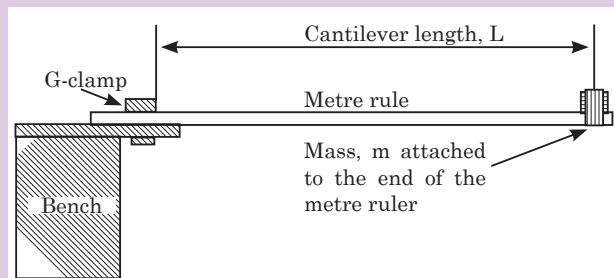 Cantilever length, L
G-clamp
Metre rule
Mass, m attached
to the end of the
metre ruler
Bench